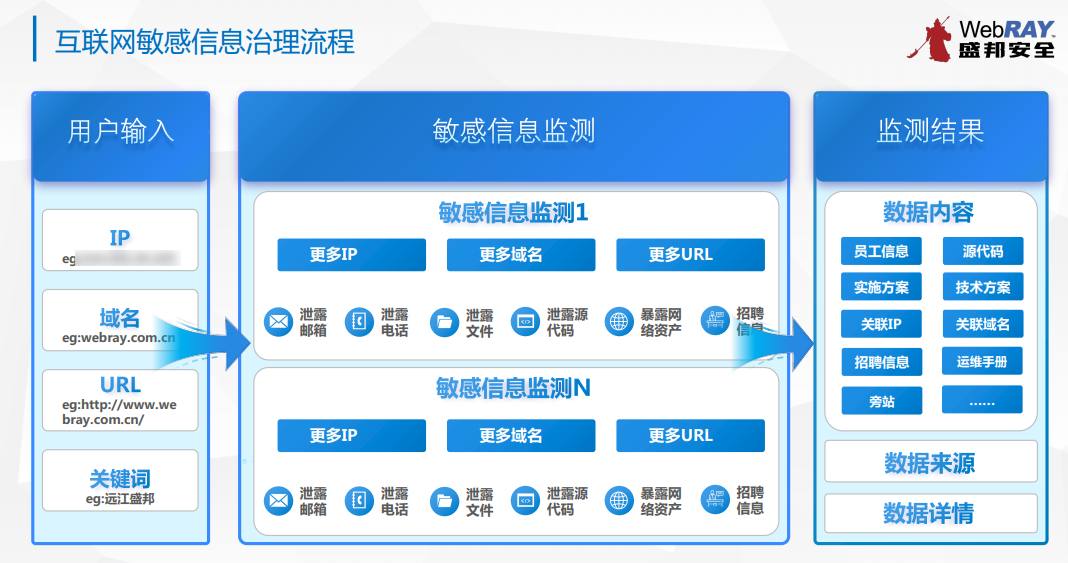 互联网敏感信息治理流程
WebRAY
盛邦安全
用户输入
IP
eg
域名
eg:webray.com.cn
URL
eg:http://www.we
bray.com.cn/
关键词
eg:远江盛邦
敏感信息监测
敏感信息监测1
更多IP
更多域名
更多URL
泄露
邮箱
泄露
电话
泄露
文件
泄露源
代码
暴露网
络资产
招聘
信息
敏感信息监测N
更多IP
更多域名
更多URL
泄露
邮箱
泄露
电话
泄露
文件
泄露源
代码
暴露网
络资产
招聘
信息
监测结果
数据内容
员工信息
源代码
实施方案
技术方案
关联IP
关联域名
招聘信息
运维手册
旁站
......
数据来源
数据详情